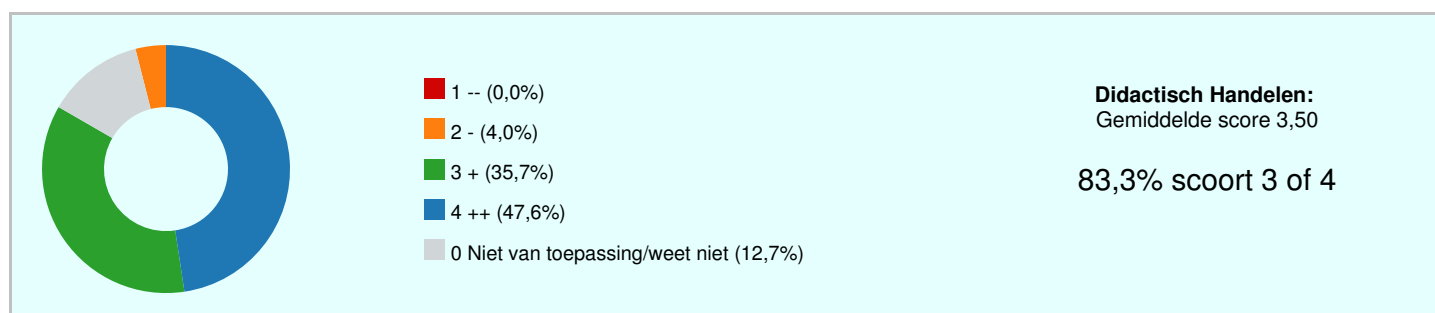 1 -- (0,0%)
2 - (4,0%)
3 + (35,7%)
4 ++ (47,6%)
0 Niet van toepassing/weet niet (12,7%)
Didactisch Handelen:
Gemiddelde score 3,50
83,3% scoort 3 of 4